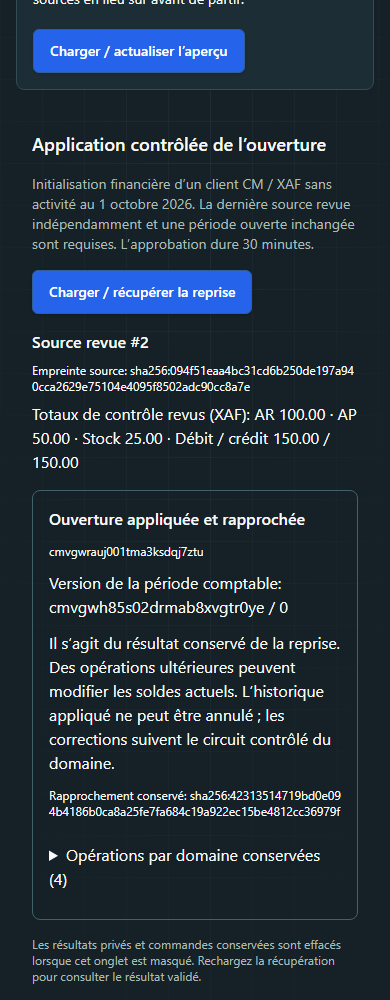 sources en lieu sûr avant de partir.
Charger / actualiser l’aperçu
Application contrôlée de l’ouverture
Initialisation financière d’un client CM / XAF sans
activité au 1 octobre 2026. La dernière source revue
indépendamment et une période ouverte inchangée
sont requises. L’approbation dure 30 minutes.
Charger / récupérer la reprise
Source revue #2
Empreinte source: sha256:094f51eaa4bc31cd6b250de197a94
0cca2629e75104e4095f8502adc90cc8a7e
Totaux de contrôle revus (XAF): AR 100.00 · AP
50.00 · Stock 25.00 · Débit / crédit 150.00 /
150.00
Ouverture appliquée et rapprochée
cmvgwrauj001tma3ksdqj7ztu
Version de la période comptable:
cmvgwh85s02drmab8xvgtr0ye / 0
Il s’agit du résultat conservé de la reprise.
Des opérations ultérieures peuvent
modifier les soldes actuels. L’historique
appliqué ne peut être annulé ; les
corrections suivent le circuit contrôlé du
domaine.
Rapprochement conservé: sha256:42313514719bd0e09
4b4186b0ca8a25fe7fa684c19a922ec15be4812cc36979f
▶ Opérations par domaine conservées
(4)
Les résultats privés et commandes conservées sont effacés
lorsque cet onglet est masqué. Rechargez la récupération
pour consulter le résultat validé.